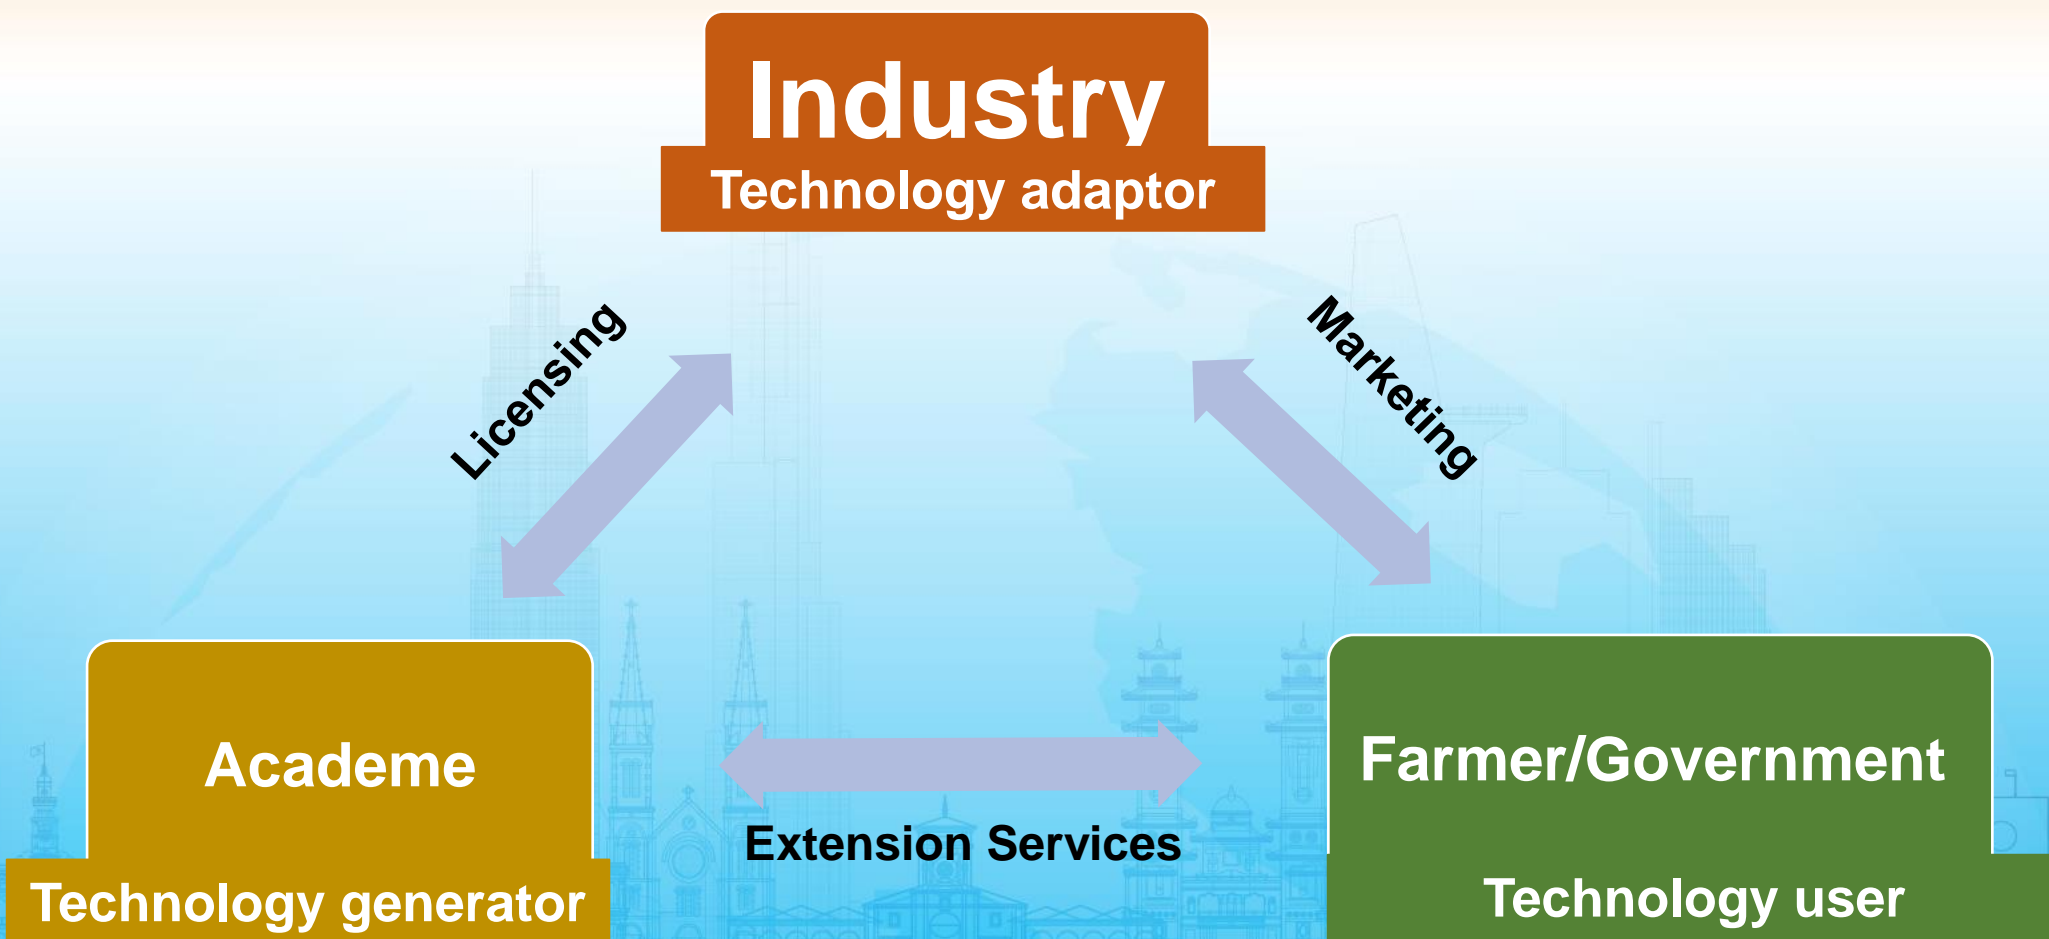 Industry
Technology adaptor
Licensing
Marketing
Academe
Farmer/Government
Extension Services
Technology generator
Technology user